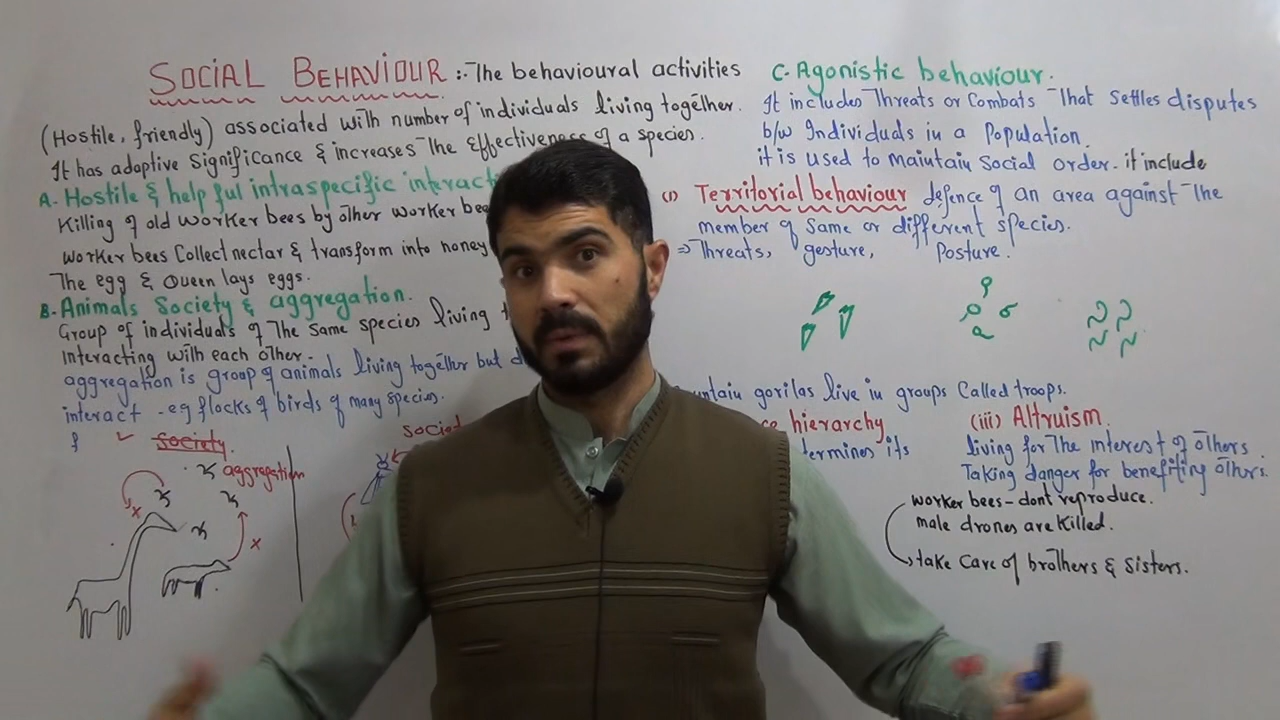 SOCIAL BEHAVIOUR :- The behavioural activities
(Hostile, friendly) associated with number of individuals living together.
It has adaptive significance & increases The effectiveness of a species.
A. Hostile & helpful intraspecific interact
Killing of old worker bees by other worker bee
worker bees Collect nectar & transform into honey
The egg & Queen lays eggs.
B. Animals Society & aggregation.
Group of individuals of The same species living
interacting with each other.
aggregation is group of animals living together but
interact - eg flocks of birds of many species.
society
aggregation
x
x
societ
C. Agonistic behaviour.
It includes Threats or Combats That settles disputes
b/w Individuals in a Population.
it is used to maintain social order. it include
(i) Territorial behaviour defence of an area against The
member of same or different species.
⇒ Threats, gesture, Posture.
untain gorilas live in groups Called troops.
ce hierarchy
termines its
(iii) Altruism
living for The interest of others.
Taking danger for benefiting others.
worker bees - dont reproduce.
male drones are killed.
take care of brothers & sisters.